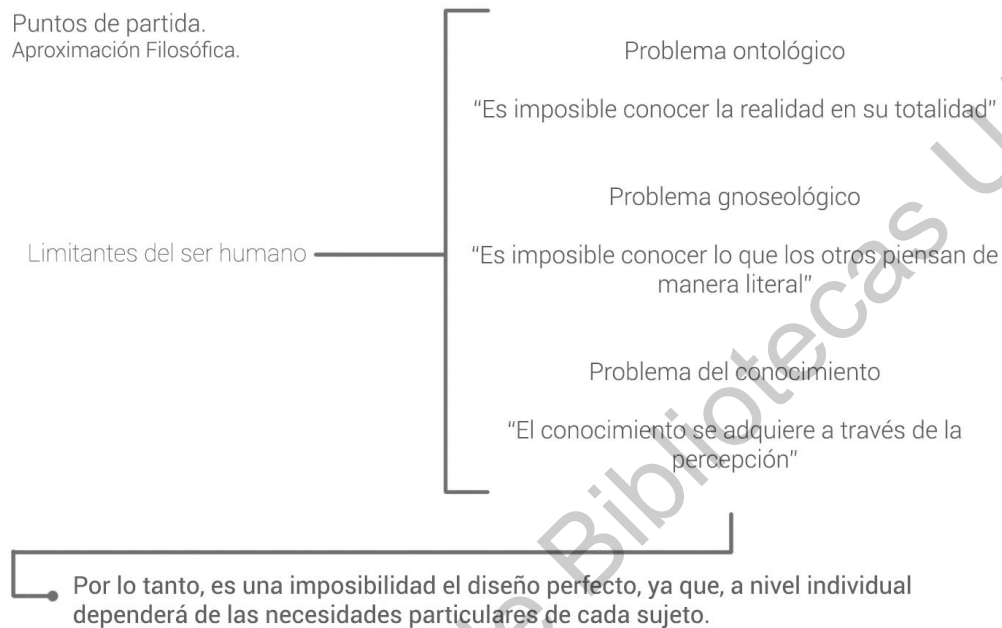 Puntos de partida.
Aproximación Filosófica.
Problema ontológico
“Es imposible conocer la realidad en su totalidad”
Problema gnoseológico
Limitantes del ser humano
“Es imposible conocer lo que los otros piensan de
manera literal”
Problema del conocimiento
“El conocimiento se adquiere a través de la
percepción”
Por lo tanto, es una imposibilidad el diseño perfecto, ya que, a nivel individual
dependerá de las necesidades particulares de cada sujeto.
de Bibliotecas